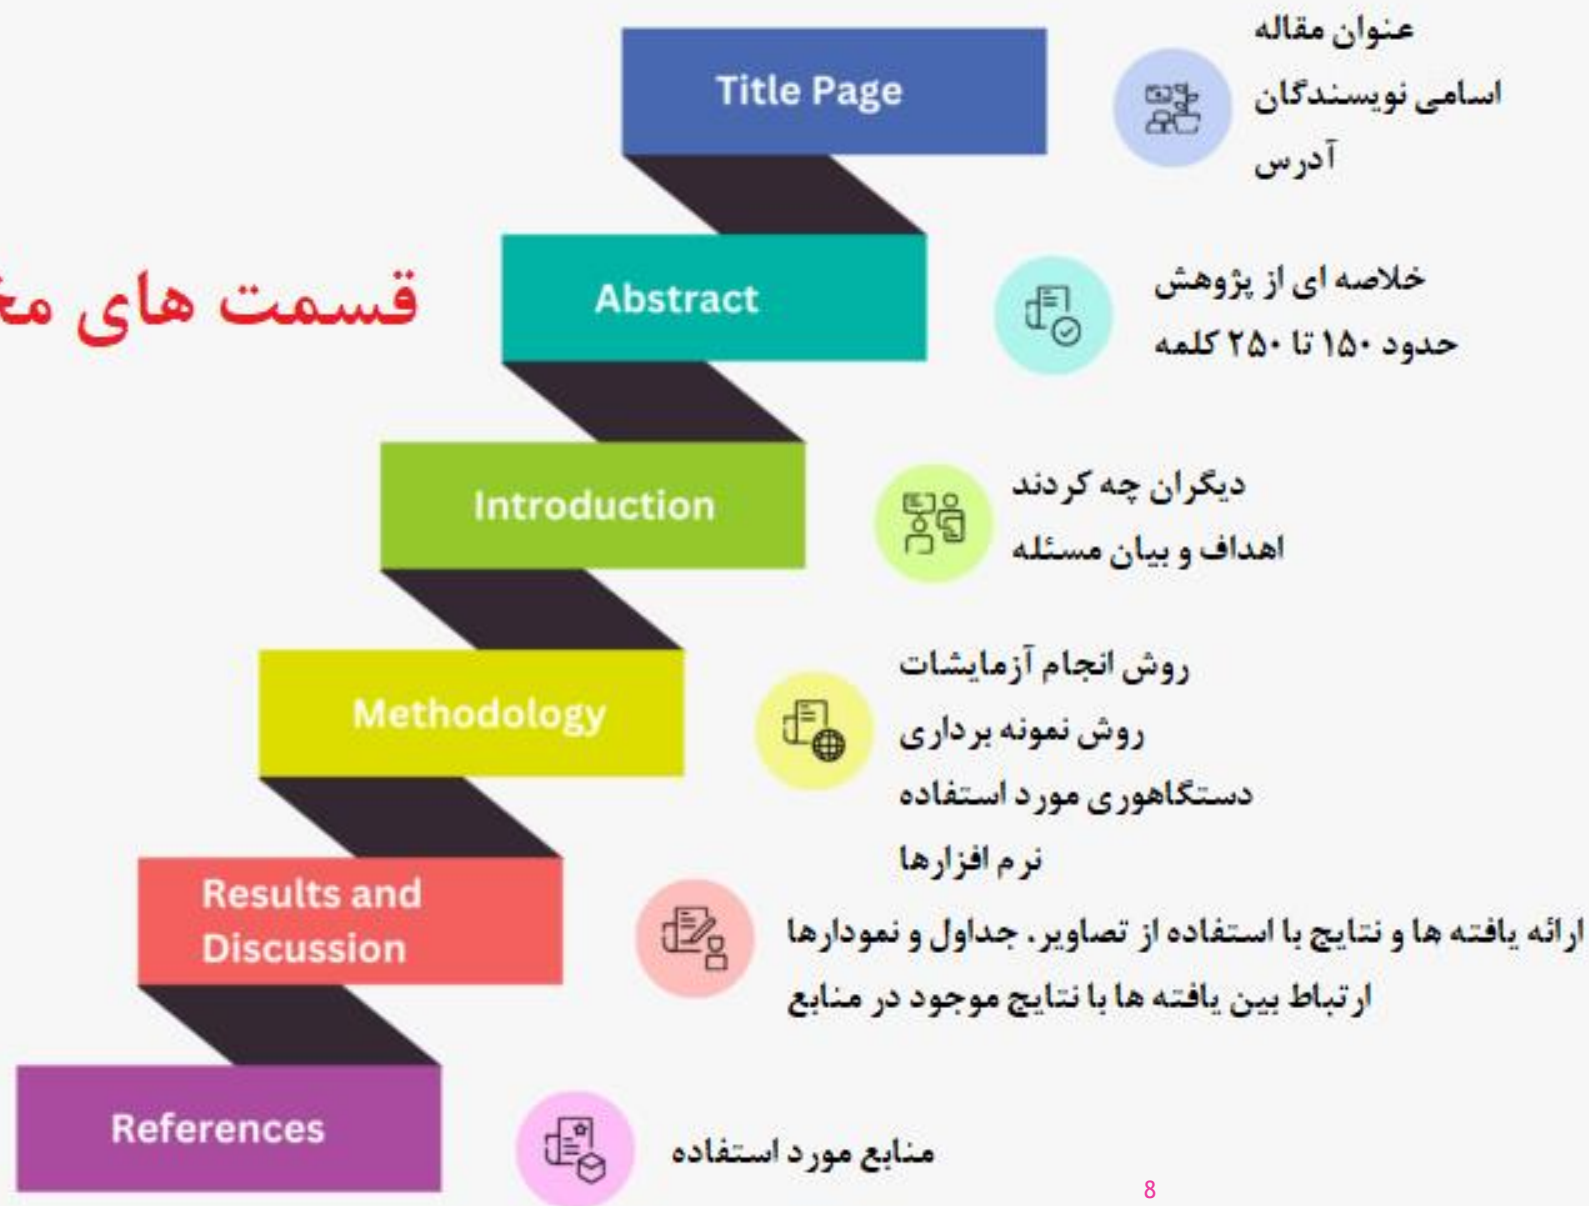 قسمت های
Title Page
عنوان مقاله
اسامی نویسندگان
آدرس
Abstract
خلاصه ای از پژوهش
حدود ۱۵۰ تا ۲۵۰ کلمه
Introduction
دیگران چه کردند
اهداف و بیان مسئله
Methodology
روش انجام آزمایشات
روش نمونه برداری
دستگاهوری مورد استفاده
نرم افزارها
Results and
Discussion
ارائه یافته ها و نتایج با استفاده از تصاویر. جداول و نمودارها
ارتباط بین یافته ها با نتایج موجود در منابع
References
منابع مورد استفاده
8